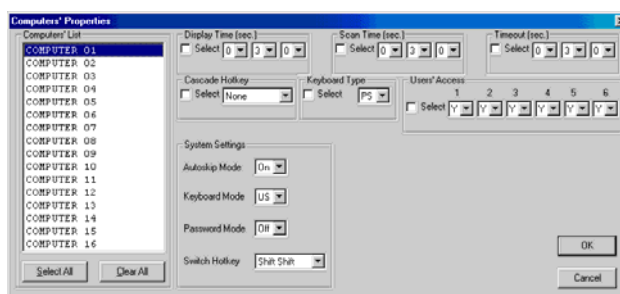 Computers' Properties
Computers' List
COMPUTER 01
COMPUTER 02
COMPUTER 03
COMPUTER 04
COMPUTER 05
COMPUTER 06
COMPUTER 07
COMPUTER 08
COMPUTER 09
COMPUTER 10
COMPUTER 11
COMPUTER 12
COMPUTER 13
COMPUTER 14
COMPUTER 15
COMPUTER 16
Select All Clear All
Display Time (sec.)
Select 0 3 0
Scan Time (sec.)
Select 0 3 0
Timeout (sec.)
Select 0 3 0
Cascade Hotkey
Select None
Keyboard Type
Select PS
Users' Access
1 2 3 4 5 6
Select Y Y Y Y Y Y
System Settings
Autoskip Mode On
Keyboard Mode US
Password Mode Off
Switch Hotkey Shift Shift
OK
Cancel